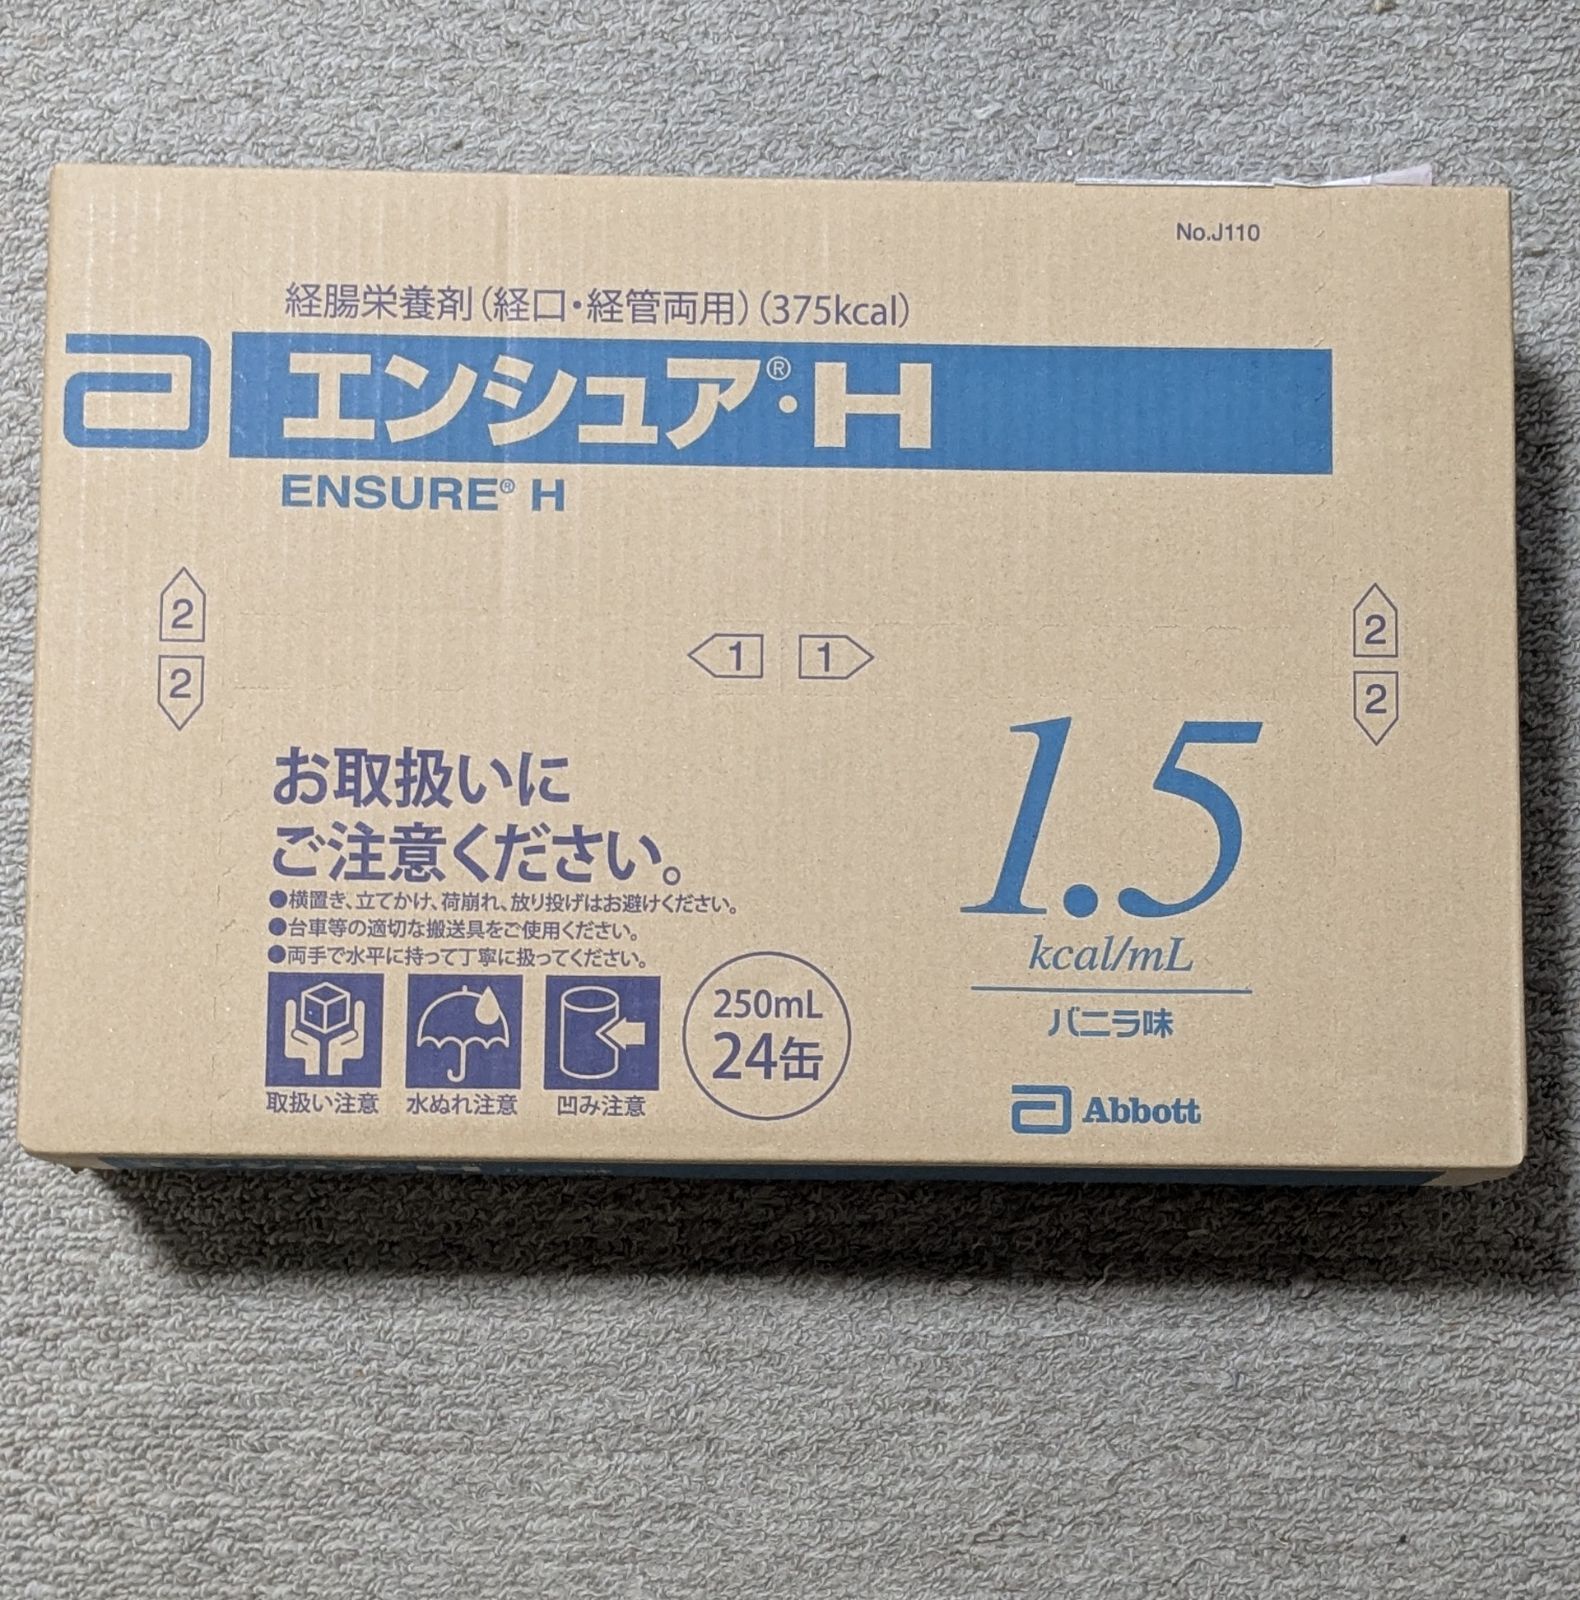 No.J110
経腸栄養剤（経口・経管両用）（375kcal）
エンシュア®・H
ENSURE® H
2
2
1
1
2
2
お取扱いに
ご注意ください。
●横置き、立てかけ、荷崩れ、放り投げはお避けください。
●台車等の適切な搬送具をご使用ください。
●両手で水平に持って丁寧に扱ってください。
取扱い注意
水ぬれ注意
凹み注意
250mL
24缶
1.5
kcal/mL
バニラ味
Abbott